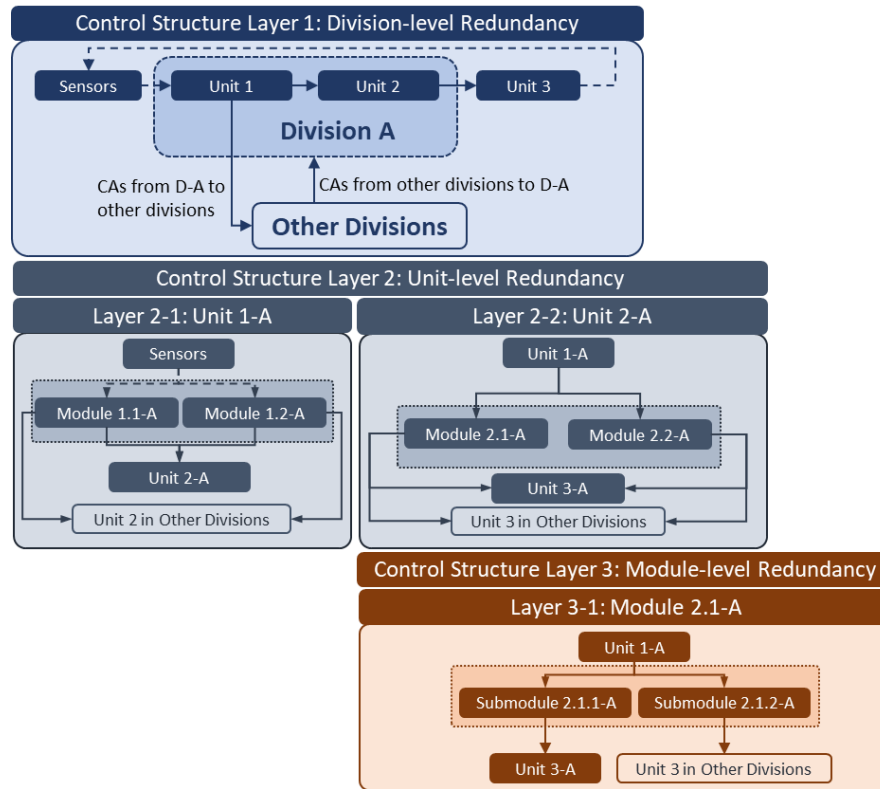 Control Structure Layer 1: Division-level Redundancy
Sensors
Unit 1
Unit 2
Unit 3
Division A
CAs from D-A to
other divisions
CAs from other divisions to D-A
Other Divisions
Control Structure Layer 2: Unit-level Redundancy
Layer 2-1: Unit 1-A
Sensors
Module 1.1-A
Module 1.2-A
Unit 2-A
Unit 2 in Other Divisions
Layer 2-2: Unit 2-A
Unit 1-A
Module 2.1-A
Module 2.2-A
Unit 3-A
Unit 3 in Other Divisions
Control Structure Layer 3: Module-level Redundancy
Layer 3-1: Module 2.1-A
Unit 1-A
Submodule 2.1.1-A
Submodule 2.1.2-A
Unit 3-A
Unit 3 in Other Divisions